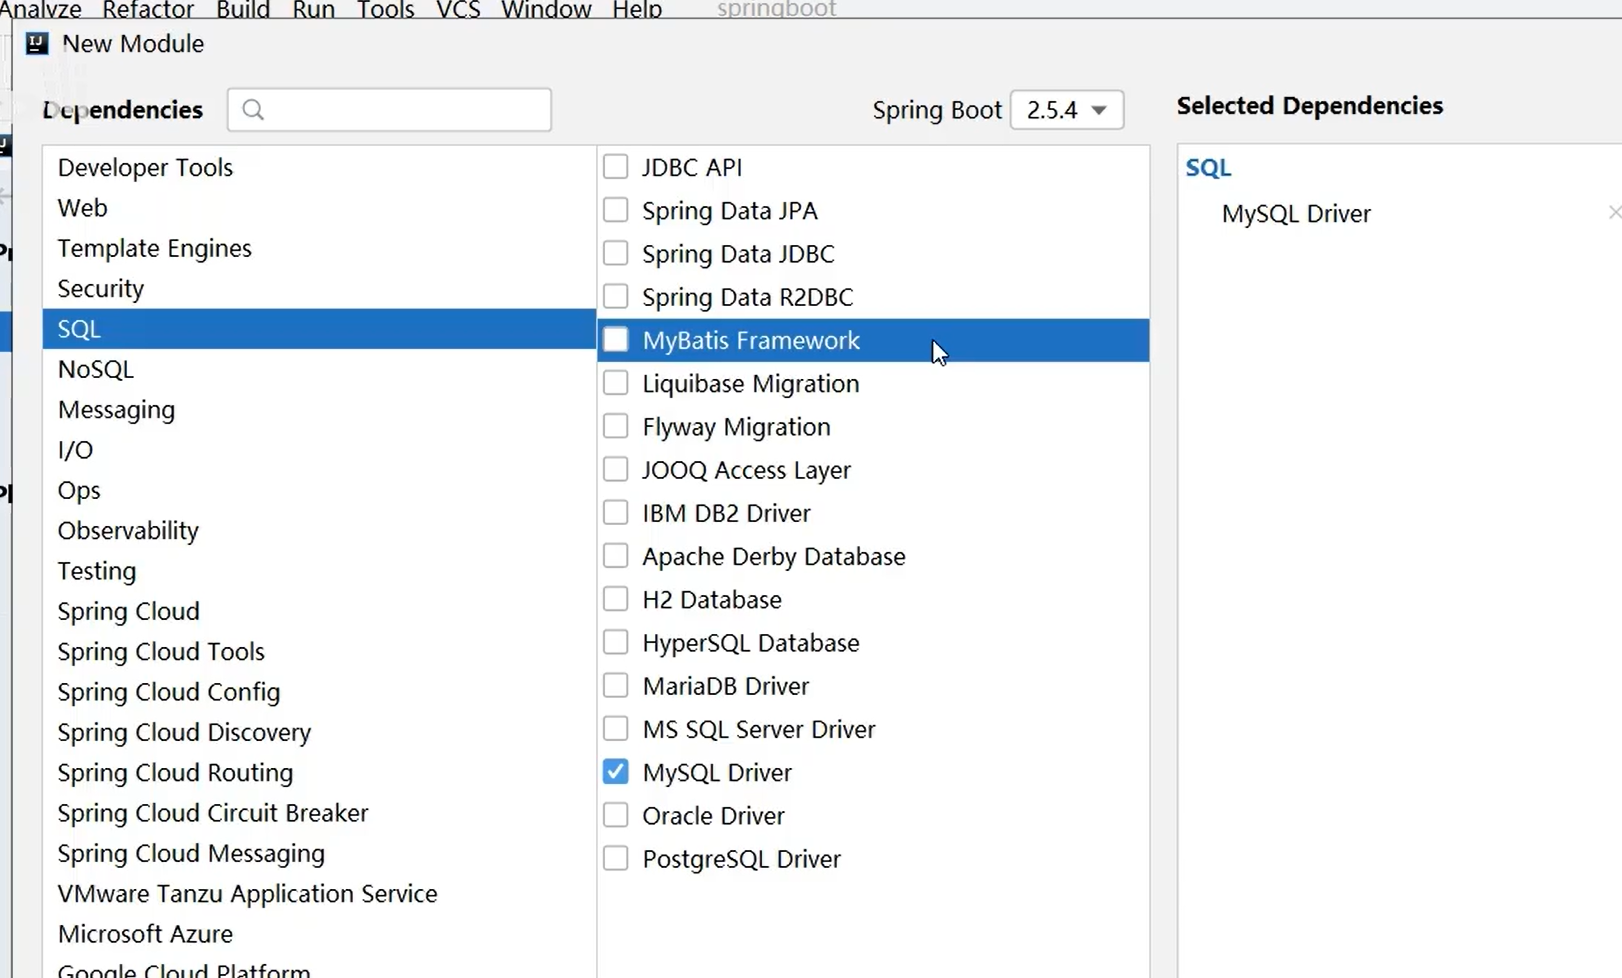 Analyze Refactor Build Run Tools VCS Window Help springboot
New Module
Dependencies
Spring Boot 2.5.4
Selected Dependencies
Developer Tools
Web
Template Engines
Security
SQL
NoSQL
Messaging
I/O
Ops
Observability
Testing
Spring Cloud
Spring Cloud Tools
Spring Cloud Config
Spring Cloud Discovery
Spring Cloud Routing
Spring Cloud Circuit Breaker
Spring Cloud Messaging
VMware Tanzu Application Service
Microsoft Azure
Google Cloud Platform
JDBC API
Spring Data JPA
Spring Data JDBC
Spring Data R2DBC
MyBatis Framework
Liquibase Migration
Flyway Migration
JOOQ Access Layer
IBM DB2 Driver
Apache Derby Database
H2 Database
HyperSQL Database
MariaDB Driver
MS SQL Server Driver
MySQL Driver
Oracle Driver
PostgreSQL Driver
SQL
MySQL Driver